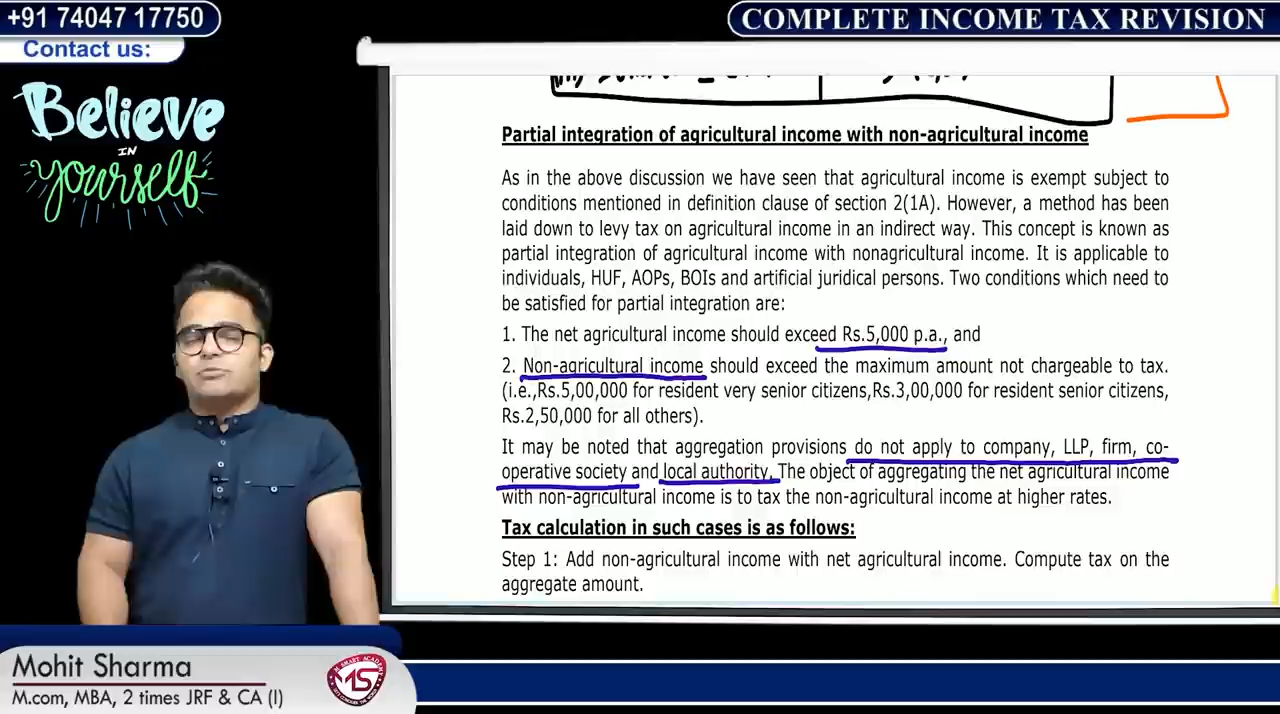 +91 74047 17750
Contact us:
COMPLETE INCOME TAX REVISION
Believe
IN
yourself
Partial integration of agricultural income with non-agricultural income
As in the above discussion we have seen that agricultural income is exempt subject to
conditions mentioned in definition clause of section 2(1A). However, a method has been
laid down to levy tax on agricultural income in an indirect way. This concept is known as
partial integration of agricultural income with nonagricultural income. It is applicable to
individuals, HUF, AOPs, BOIs and artificial juridical persons. Two conditions which need to
be satisfied for partial integration are:
1. The net agricultural income should exceed Rs.5,000 p.a., and
2. Non-agricultural income should exceed the maximum amount not chargeable to tax.
(i.e.,Rs.5,00,000 for resident very senior citizens,Rs.3,00,000 for resident senior citizens,
Rs.2,50,000 for all others).
It may be noted that aggregation provisions do not apply to company, LLP, firm, co-
operative society and local authority. The object of aggregating the net agricultural income
with non-agricultural income is to tax the non-agricultural income at higher rates.
Tax calculation in such cases is as follows:
Step 1: Add non-agricultural income with net agricultural income. Compute tax on the
aggregate amount.
Mohit Sharma
M.com, MBA, 2 times JRF & CA (I)
M SMART ACADEMY
MS